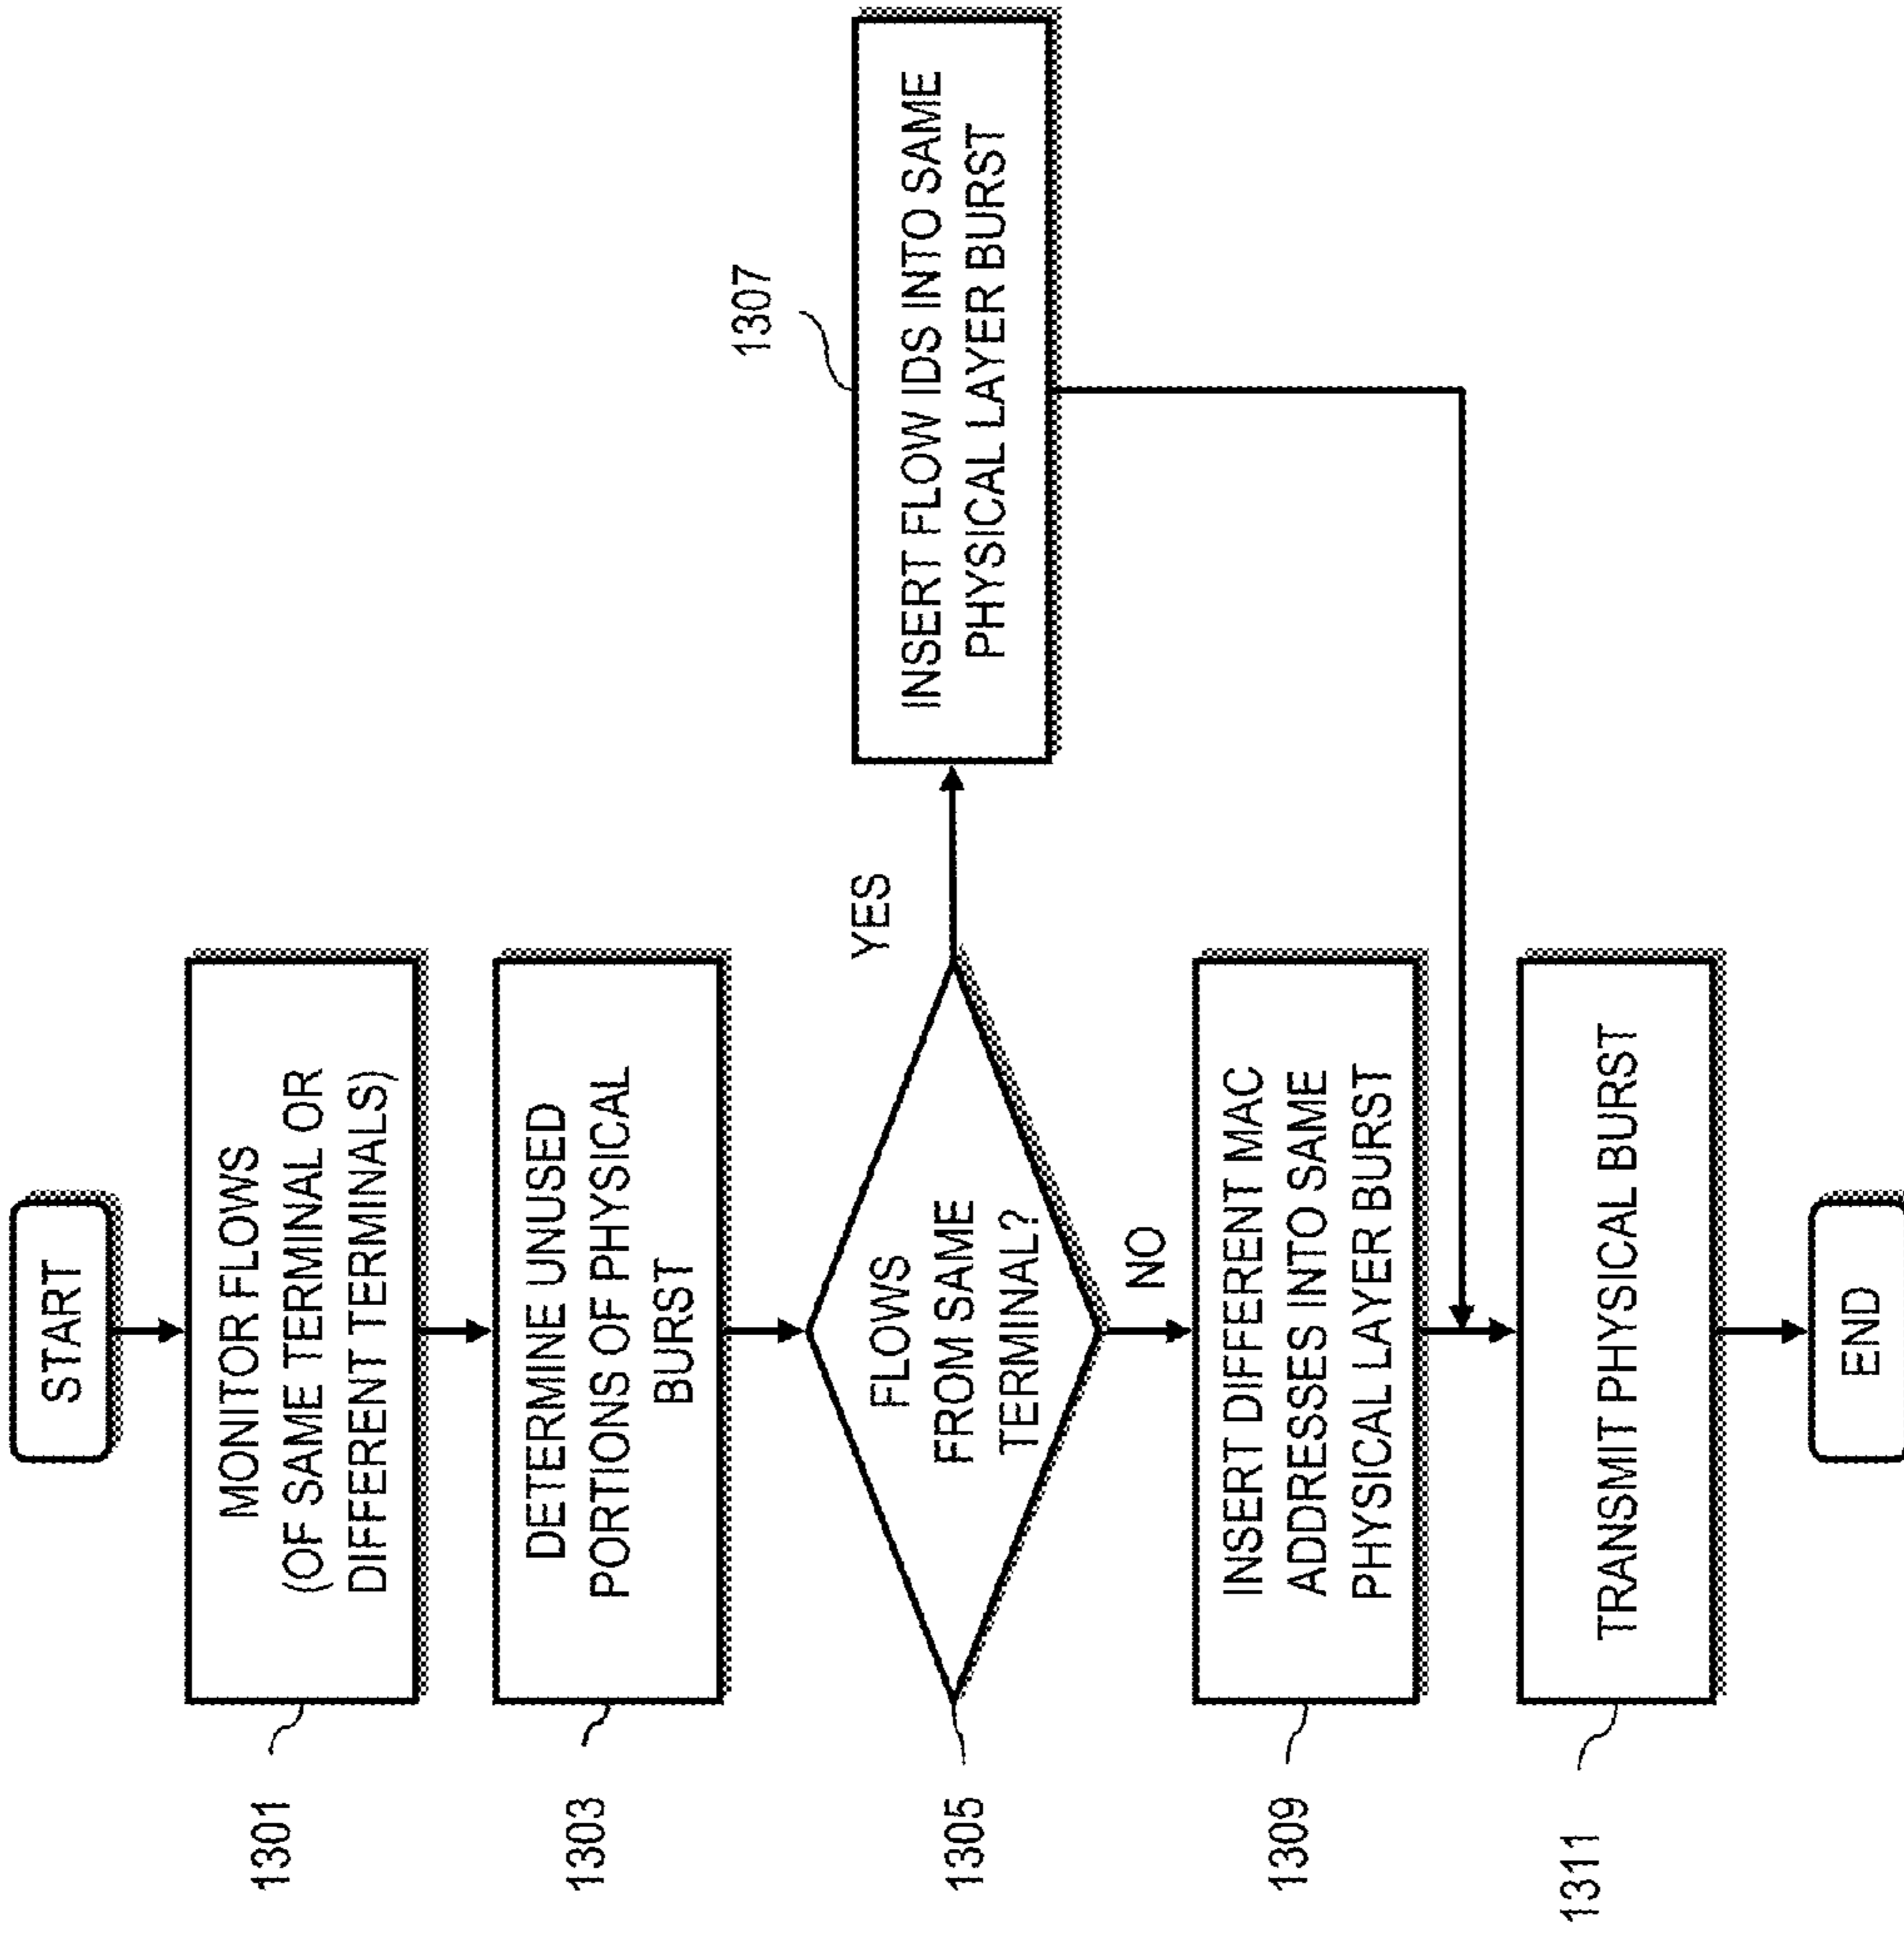 START
1301
MONITOR FLOWS
(OF SAME TERMINAL OR
DIFFERENT TERMINALS)
1303
DETERMINE UNUSED
PORTIONS OF PHYSICAL
BURST
1305
FLOWS
FROM SAME
TERMINAL?
YES
1307
INSERT FLOW IDS INTO SAME
PHYSICAL LAYER BURST
NO
1309
INSERT DIFFERENT MAC
ADDRESSES INTO SAME
PHYSICAL LAYER BURST
1311
TRANSMIT PHYSICAL BURST
END